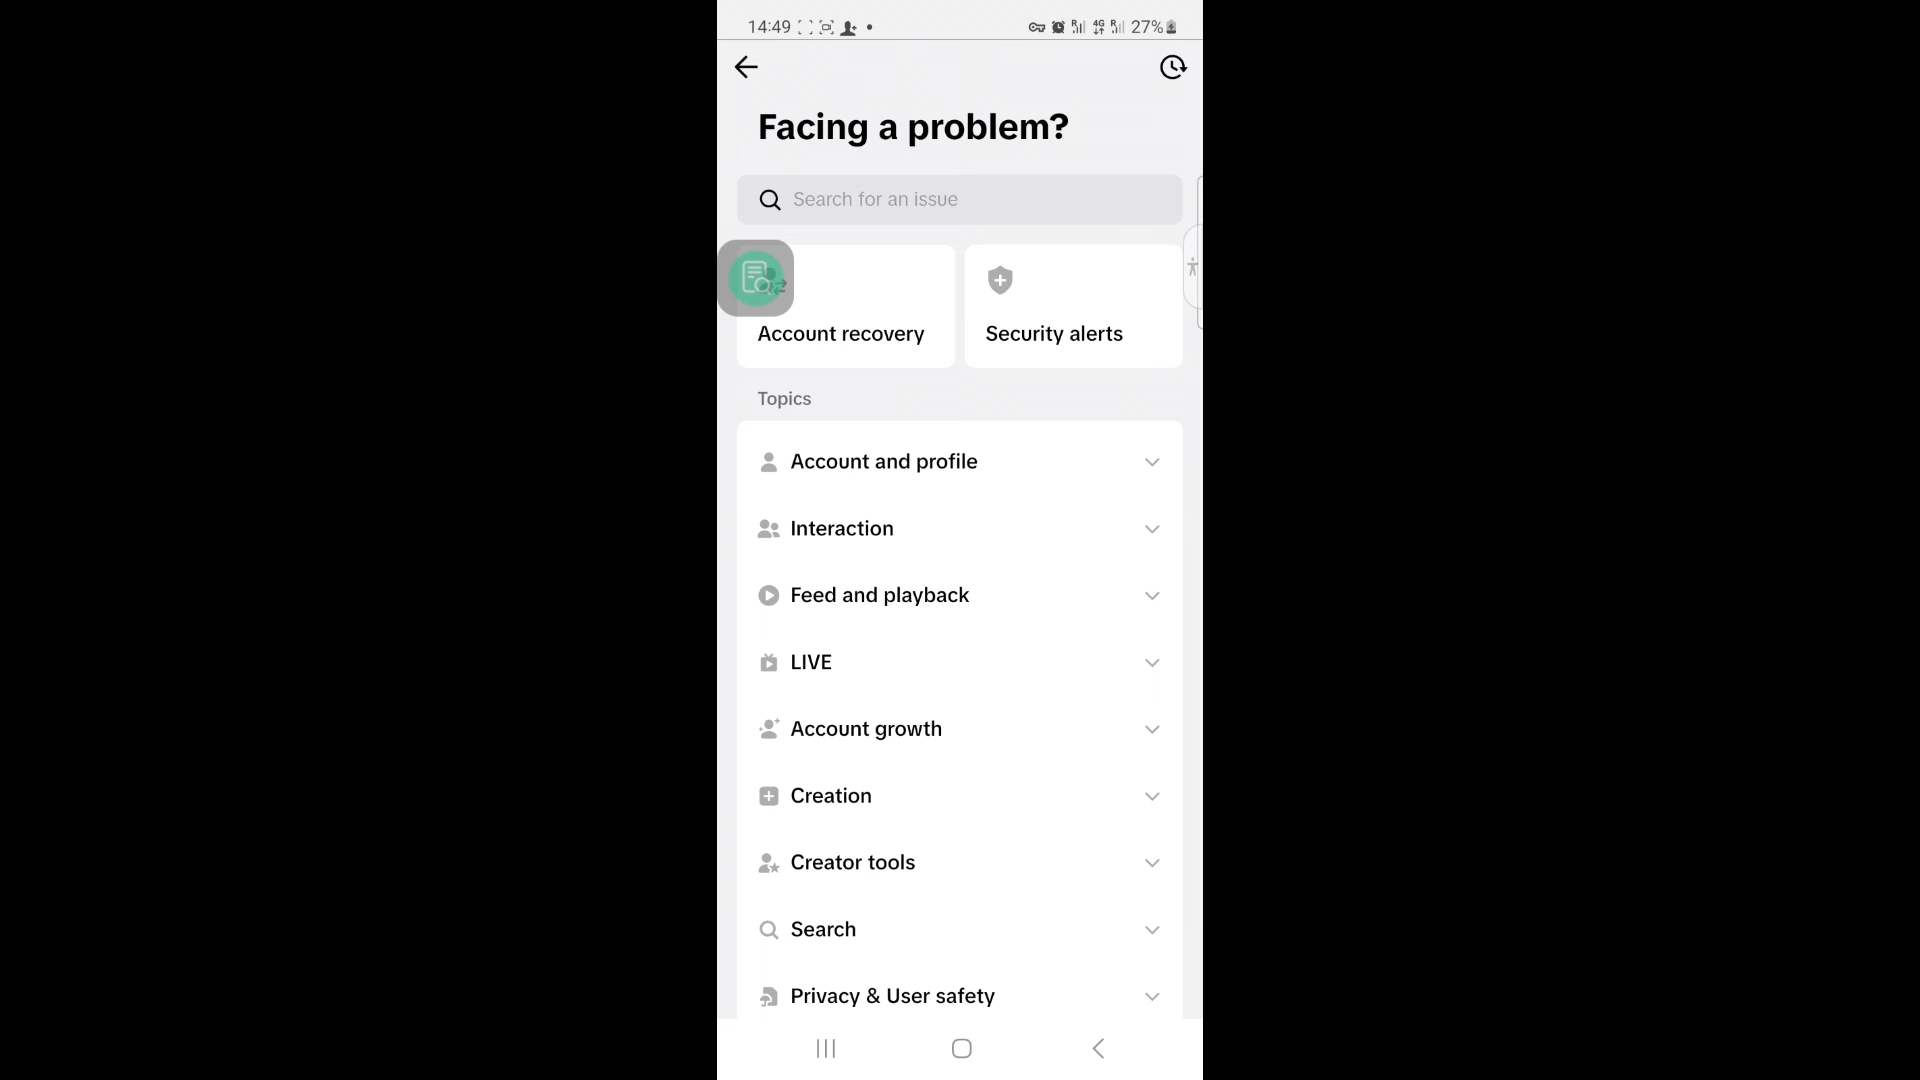 14:49 27%
Facing a problem?
Search for an issue
Account recovery
Security alerts
Topics
Account and profile
Interaction
Feed and playback
LIVE
Account growth
Creation
Creator tools
Search
Privacy & User safety